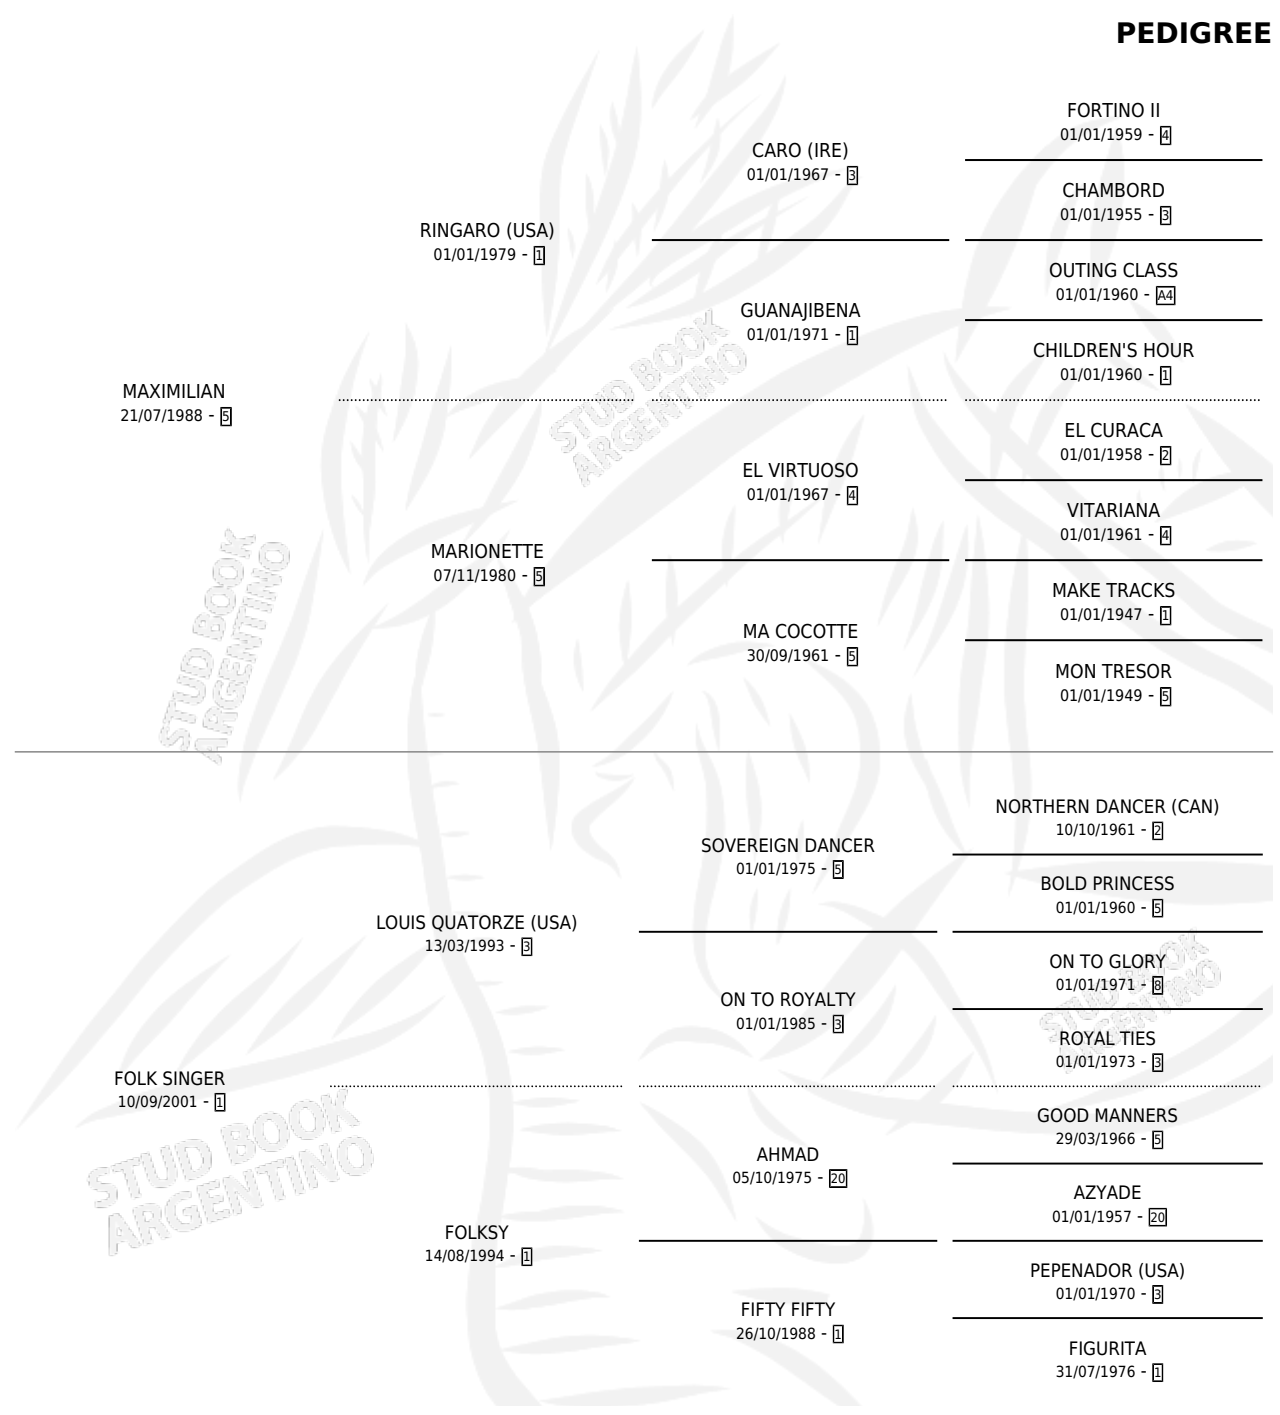 PEDIGREE
FORTINO II
01/01/1959 - 4
CARO (IRE)
01/01/1967 - 3
CHAMBORD
01/01/1955 - 3
RINGARO (USA)
01/01/1979 - 1
OUTING CLASS
01/01/1960 - A4
GUANAJIBENA
01/01/1971 - 1
CHILDREN'S HOUR
01/01/1960 - 1
MAXIMILIAN
21/07/1988 - 5
EL CURACA
01/01/1958 - 2
EL VIRTUOSO
01/01/1967 - 4
VITARIANA
01/01/1961 - 4
MARIONETTE
07/11/1980 - 5
MAKE TRACKS
01/01/1947 - 1
MA COCOTTE
30/09/1961 - 5
MON TRESOR
01/01/1949 - 5
STUD BOOK
ARGENTINO
STUD BOOK
ARGENTINO
NORTHERN DANCER (CAN)
10/10/1961 - 2
SOVEREIGN DANCER
01/01/1975 - 5
BOLD PRINCESS
01/01/1960 - 5
LOUIS QUATORZE (USA)
13/03/1993 - 3
ON TO GLORY
01/01/1971 - 8
ON TO ROYALTY
01/01/1985 - 3
ROYAL TIES
01/01/1973 - 3
FOLK SINGER
10/09/2001 - 1
GOOD MANNERS
29/03/1966 - 5
AHMAD
05/10/1975 - 20
AZYADE
01/01/1957 - 20
FOLKSY
14/08/1994 - 1
PEPENADOR (USA)
01/01/1970 - 3
FIFTY FIFTY
26/10/1988 - 1
FIGURITA
31/07/1976 - 1
STUD BOOK
ARGENTINO
STUD BOOK
ARGENTINO